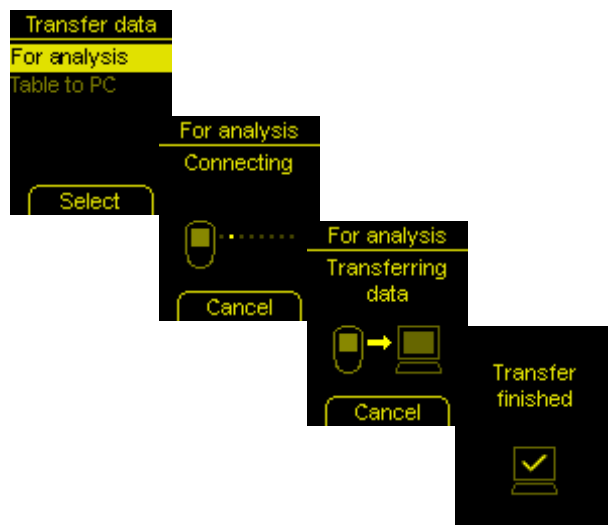 Transfer data
For analysis
Table to PC
Select
For analysis
Connecting
Cancel
For analysis
Transferring
data
Cancel
Transfer
finished